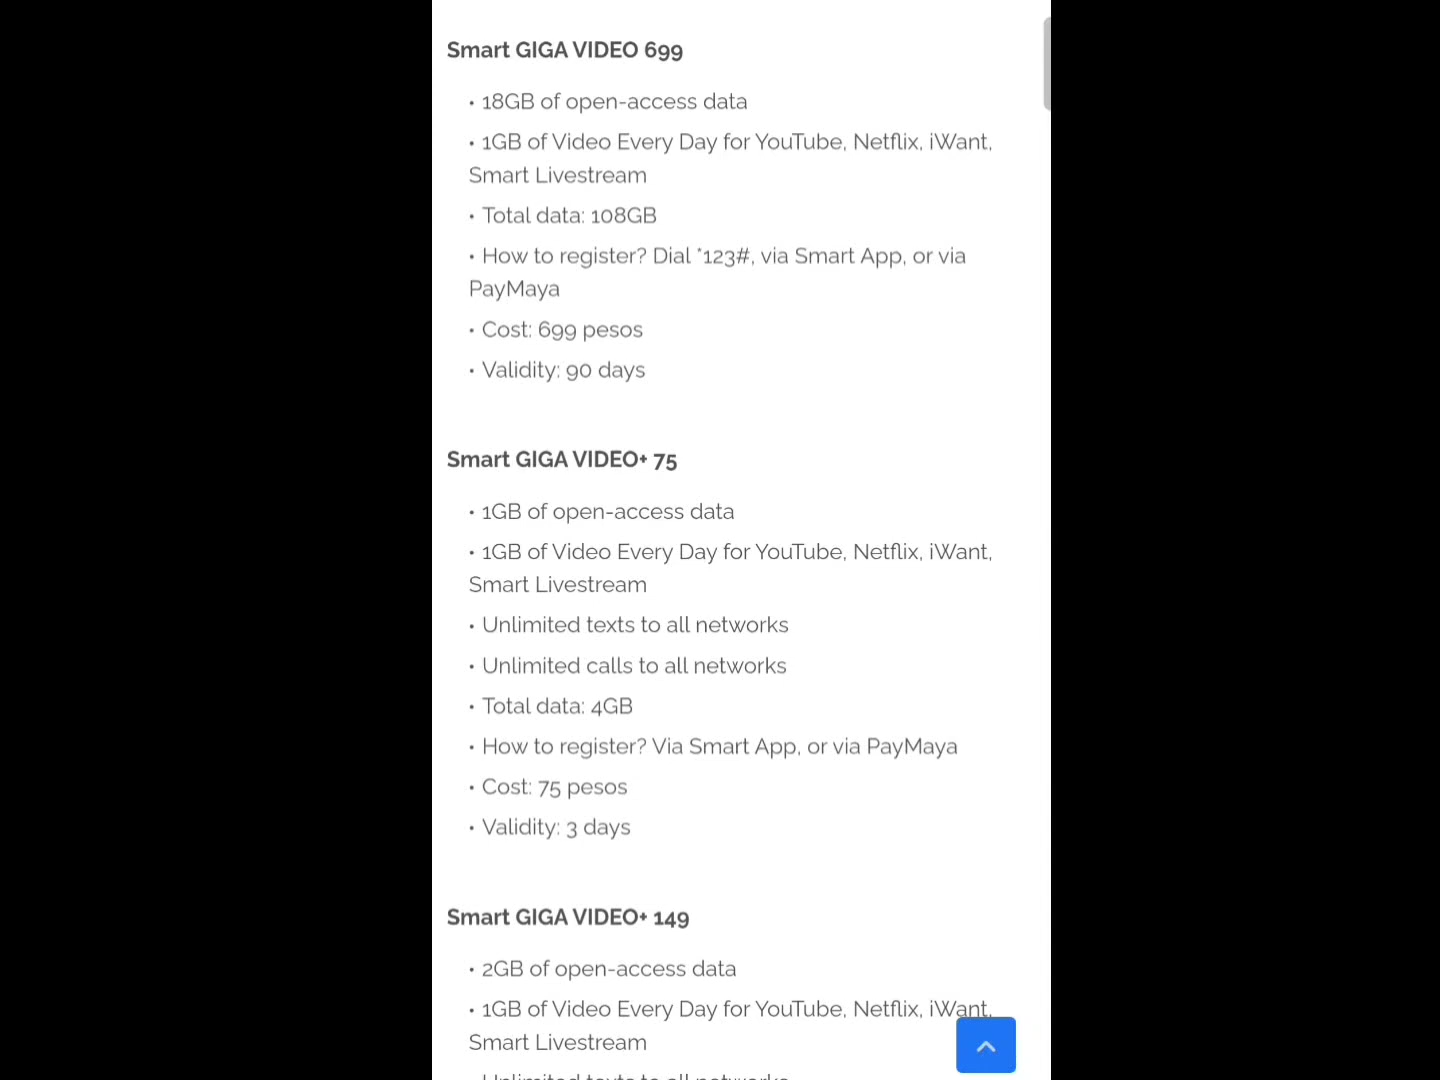 Smart GIGA VIDEO 699
• 18GB of open-access data
• 1GB of Video Every Day for YouTube, Netflix, iWant,
Smart Livestream
• Total data: 108GB
• How to register? Dial *123#, via Smart App, or via
PayMaya
• Cost: 699 pesos
• Validity: 90 days
Smart GIGA VIDEO+ 75
• 1GB of open-access data
• 1GB of Video Every Day for YouTube, Netflix, iWant,
Smart Livestream
• Unlimited texts to all networks
• Unlimited calls to all networks
• Total data: 4GB
• How to register? Via Smart App, or via PayMaya
• Cost: 75 pesos
• Validity: 3 days
Smart GIGA VIDEO+ 149
• 2GB of open-access data
• 1GB of Video Every Day for YouTube, Netflix, iWant,
Smart Livestream
Unlimited texts to all networks